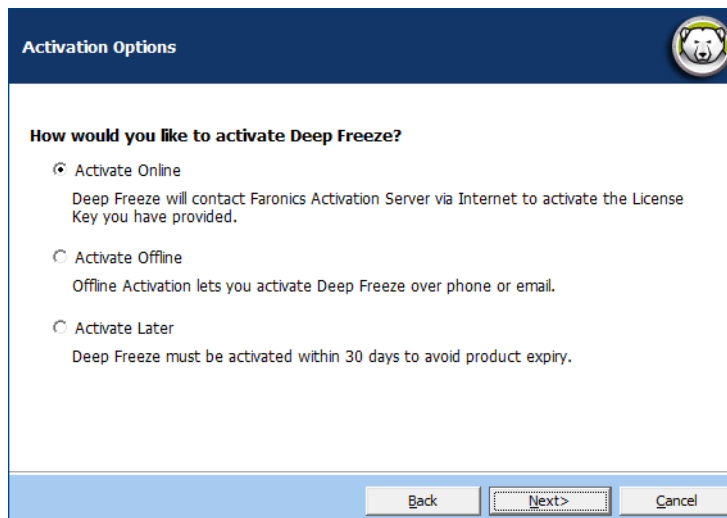 Activation Options
How would you like to activate Deep Freeze?
Activate Online
Deep Freeze will contact Faronics Activation Server via Internet to activate the License
Key you have provided.
Activate Offline
Offline Activation lets you activate Deep Freeze over phone or email.
Activate Later
Deep Freeze must be activated within 30 days to avoid product expiry.
Back Next> Cancel